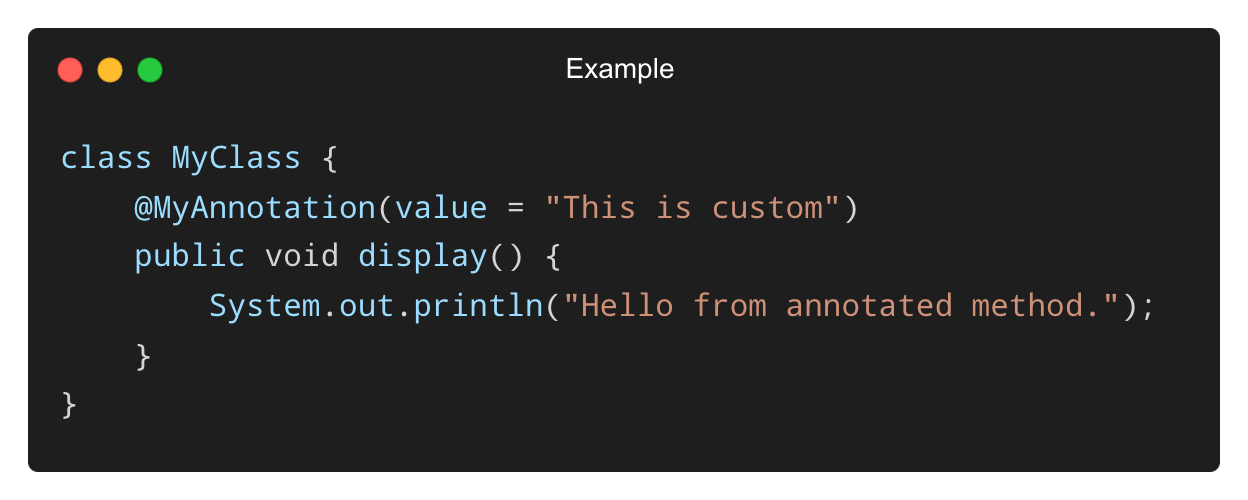 Example
class MyClass {
    @MyAnnotation(value = "This is custom")
    public void display() {
        System.out.println("Hello from annotated method.");
    }
}